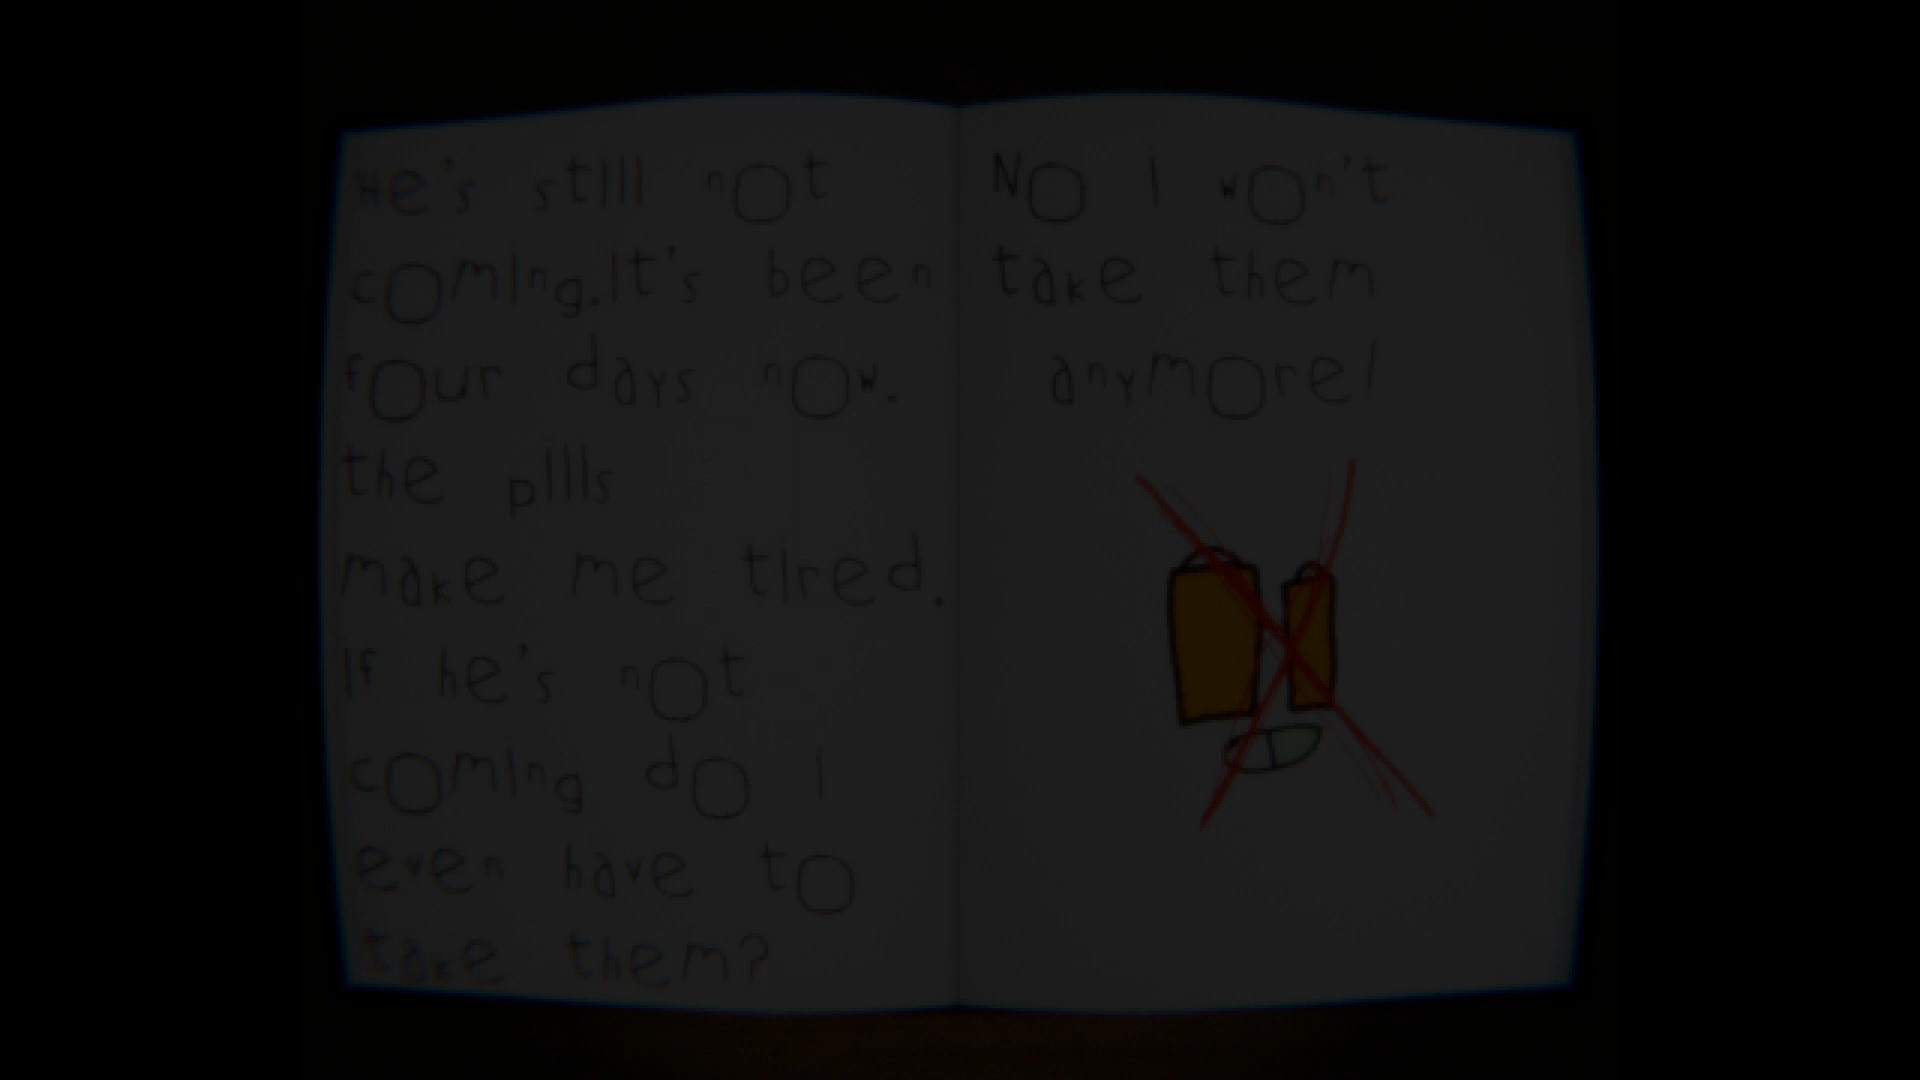 He's still not
coming.It's been
four days now.
the pills
make me tired.
If he's not
coming do I
even have to
take them?
No I won't
take them
anymore!